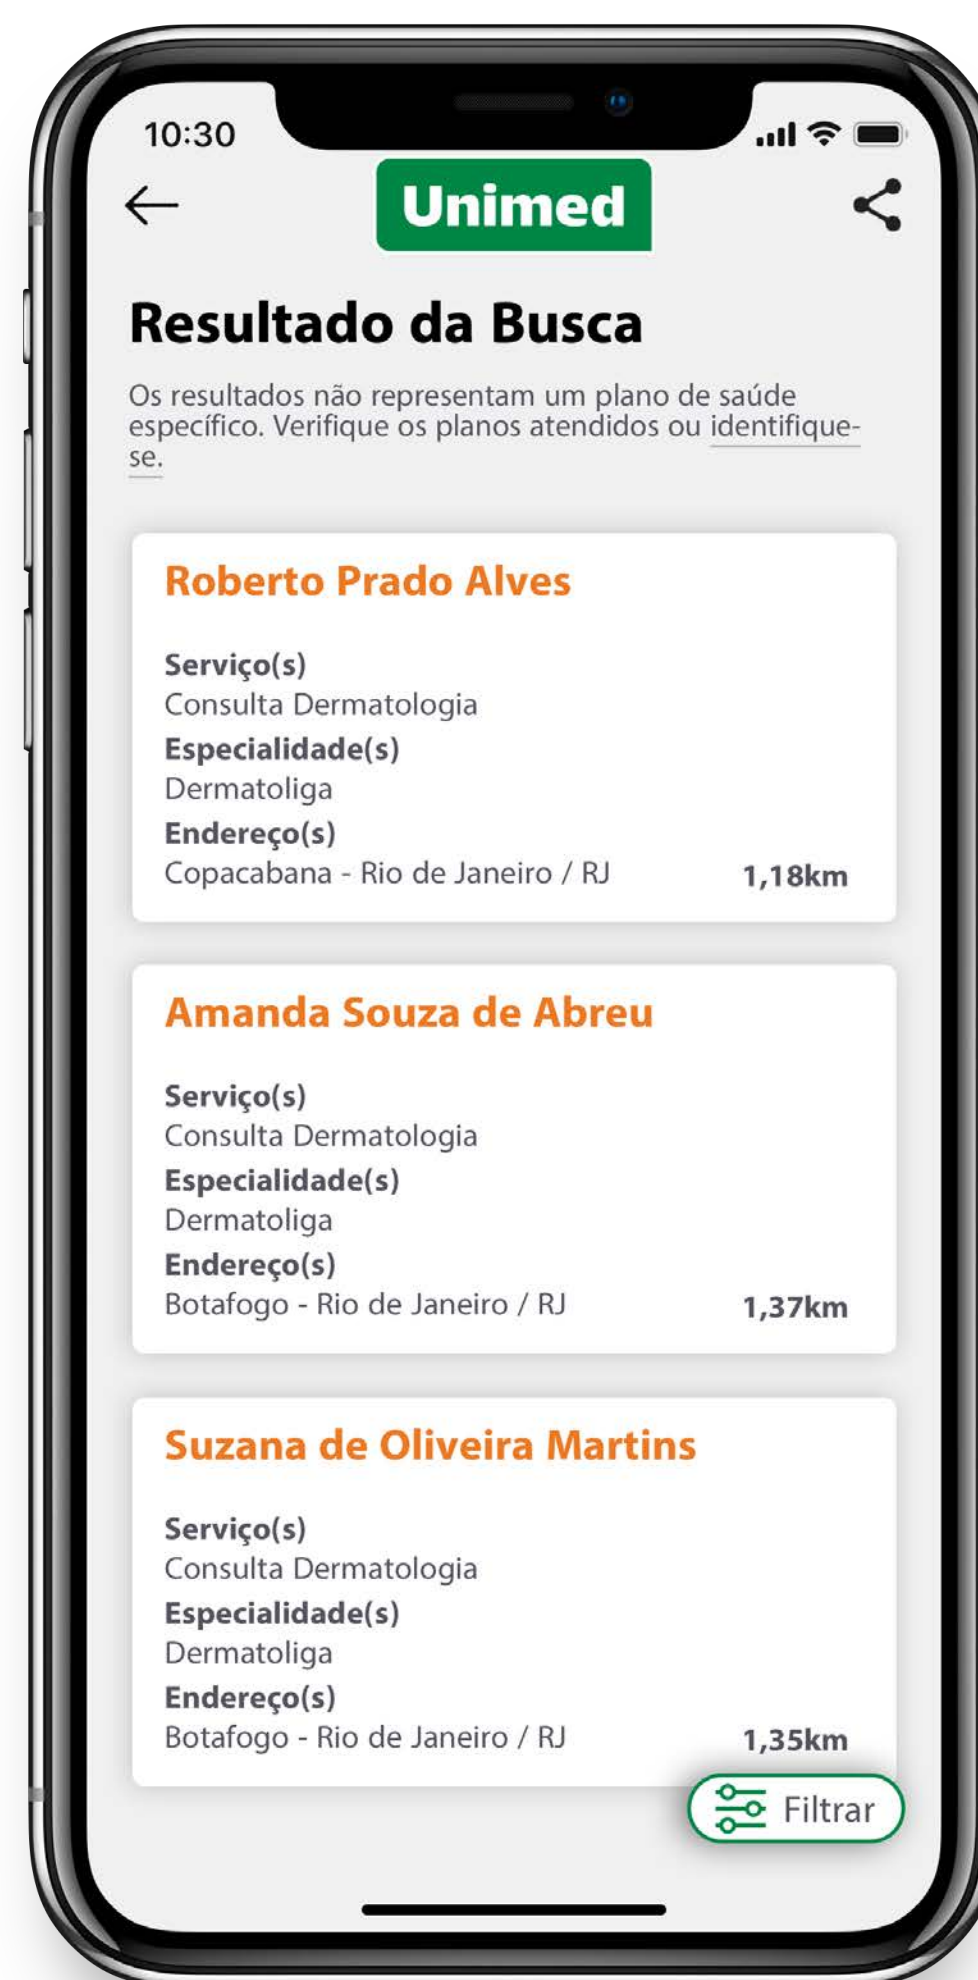 10:30
Unimed
Resultado da Busca
Os resultados não representam um plano de saúde
específico. Verifique os planos atendidos ou identifique-
se.
Roberto Prado Alves
Serviço(s)
Consulta Dermatologia
Especialidade(s)
Dermatoliga
Endereço(s)
Copacabana - Rio de Janeiro / RJ 1,18km
Amanda Souza de Abreu
Serviço(s)
Consulta Dermatologia
Especialidade(s)
Dermatoliga
Endereço(s)
Botafogo - Rio de Janeiro / RJ 1,37km
Suzana de Oliveira Martins
Serviço(s)
Consulta Dermatologia
Especialidade(s)
Dermatoliga
Endereço(s)
Botafogo - Rio de Janeiro / RJ 1,35km
Filtrar